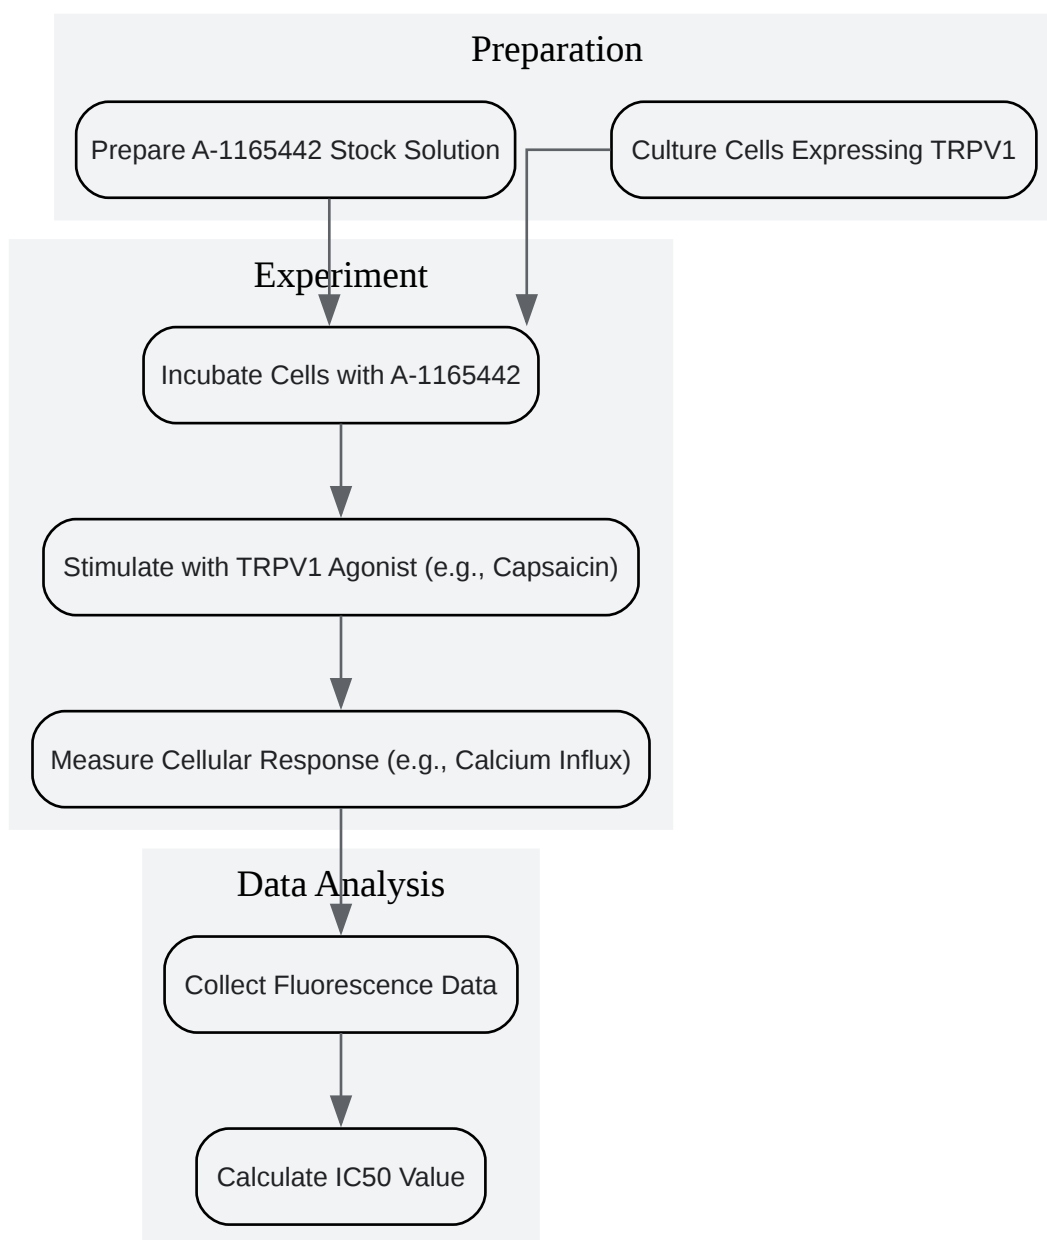 Preparation
Prepare A-1165442 Stock Solution
Culture Cells Expressing TRPV1
Experiment
Incubate Cells with A-1165442
Stimulate with TRPV1 Agonist (e.g., Capsaicin)
Measure Cellular Response (e.g., Calcium Influx)
Data Analysis
Collect Fluorescence Data
Calculate IC50 Value